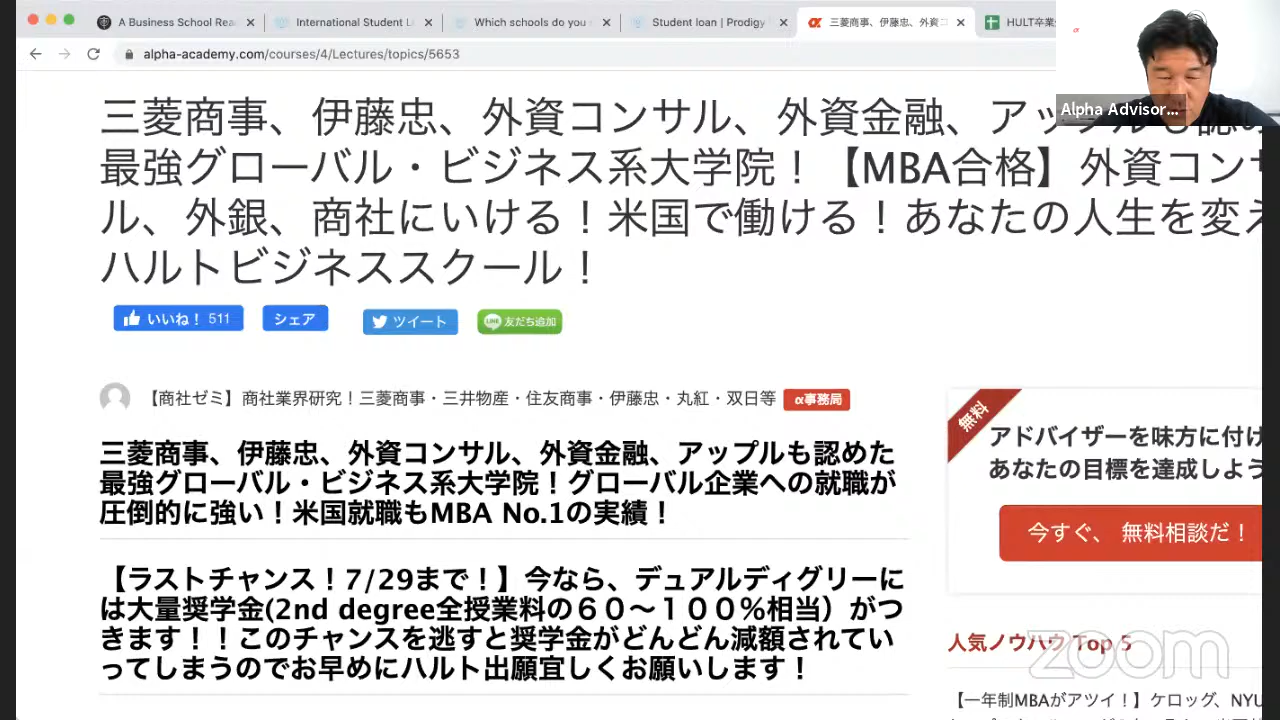 A Business School Rea
International Student L
Which schools do you
Student loan | Prodigy
三菱商事、伊藤忠、外資コ
HULT卒業
alpha-academy.com/courses/4/Lectures/topics/5653
Alpha Advisor...
三菱商事、伊藤忠、外資コンサル、外資金融、アップルも認め
最強グローバル・ビジネス系大学院！【MBA合格】外資コンサ
ル、外銀、商社にいける！米国で働ける！あなたの人生を変え
ハルトビジネススクール！
いいね！ 511
シェア
ツイート
LINE 友だち追加
【商社ゼミ】商社業界研究！三菱商事・三井物産・住友商事・伊藤忠・丸紅・双日等 α事務局
三菱商事、伊藤忠、外資コンサル、外資金融、アップルも認めた
最強グローバル・ビジネス系大学院！グローバル企業への就職が
圧倒的に強い！米国就職もMBA No.1の実績！
【ラストチャンス！7/29まで！】今なら、デュアルディグリーに
は大量奨学金(2nd degree全授業料の６０〜１００%相当）がつ
きます！！このチャンスを逃すと奨学金がどんどん減額されてい
ってしまうのでお早めにハルト出願宜しくお願いします！
無料
アドバイザーを味方に付け
あなたの目標を達成しよう
今すぐ、 無料相談だ！
人気ノウハウ Top 5
zoom
【一年制MBAがアツイ！】ケロッグ、NYU